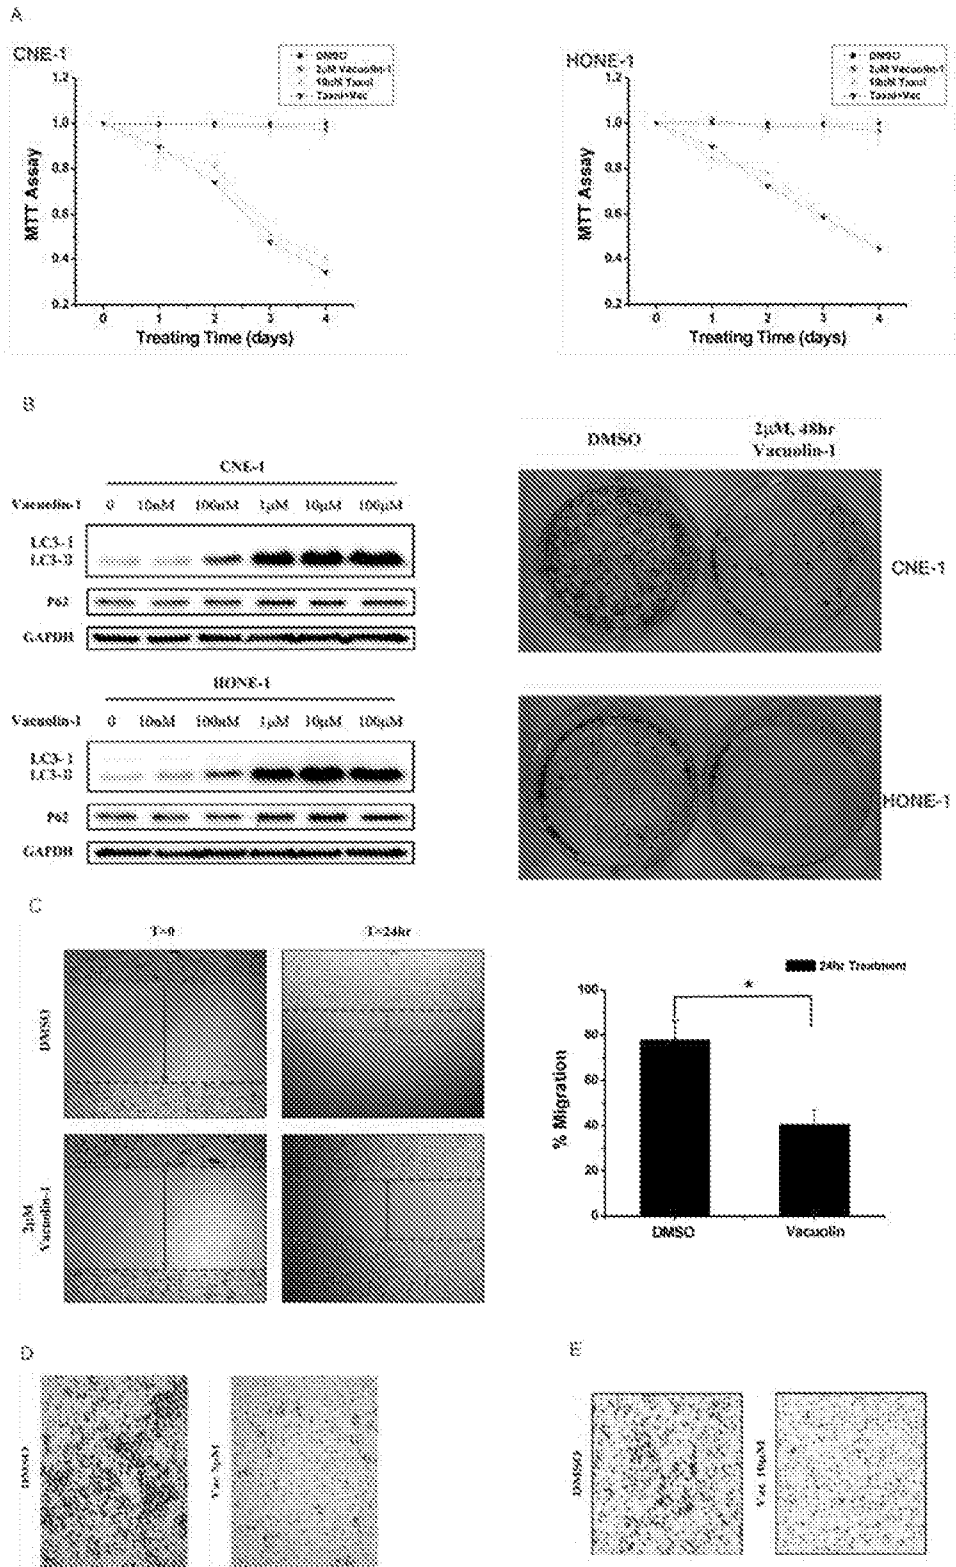 A
CNE-1
DMSO
2μM Vacuolin-1
10nM Taxol
Taxol+Vac
1.2
1.0
0.8
0.6
0.4
0.2
MTT Assay
0 1 2 3 4
Treating Time (days)
HONE-1
DMSO
2μM Vacuolin-1
10nM Taxol
Taxol+Vac
1.2
1.0
0.8
0.6
0.4
0.2
MTT Assay
0 1 2 3 4
Treating Time (days)
B
CNE-1
Vacuolin-1 0 10nM 100nM 1μM 10μM 100μM
LC3-I
LC3-II
P62
GAPDH
HONE-1
Vacuolin-1 0 10nM 100nM 1μM 10μM 100μM
LC3-I
LC3-II
P62
GAPDH
DMSO
2μM, 48hr
Vacuolin-1
CNE-1
HONE-1
C
T=0 T=24hr
DMSO
2μM
Vacuolin-1
24hr Treatment
*
100
80
60
40
20
0
% Migration
DMSO Vacuolin
D
DMSO
Vac 5μM
E
DMSO
Vac 10μM